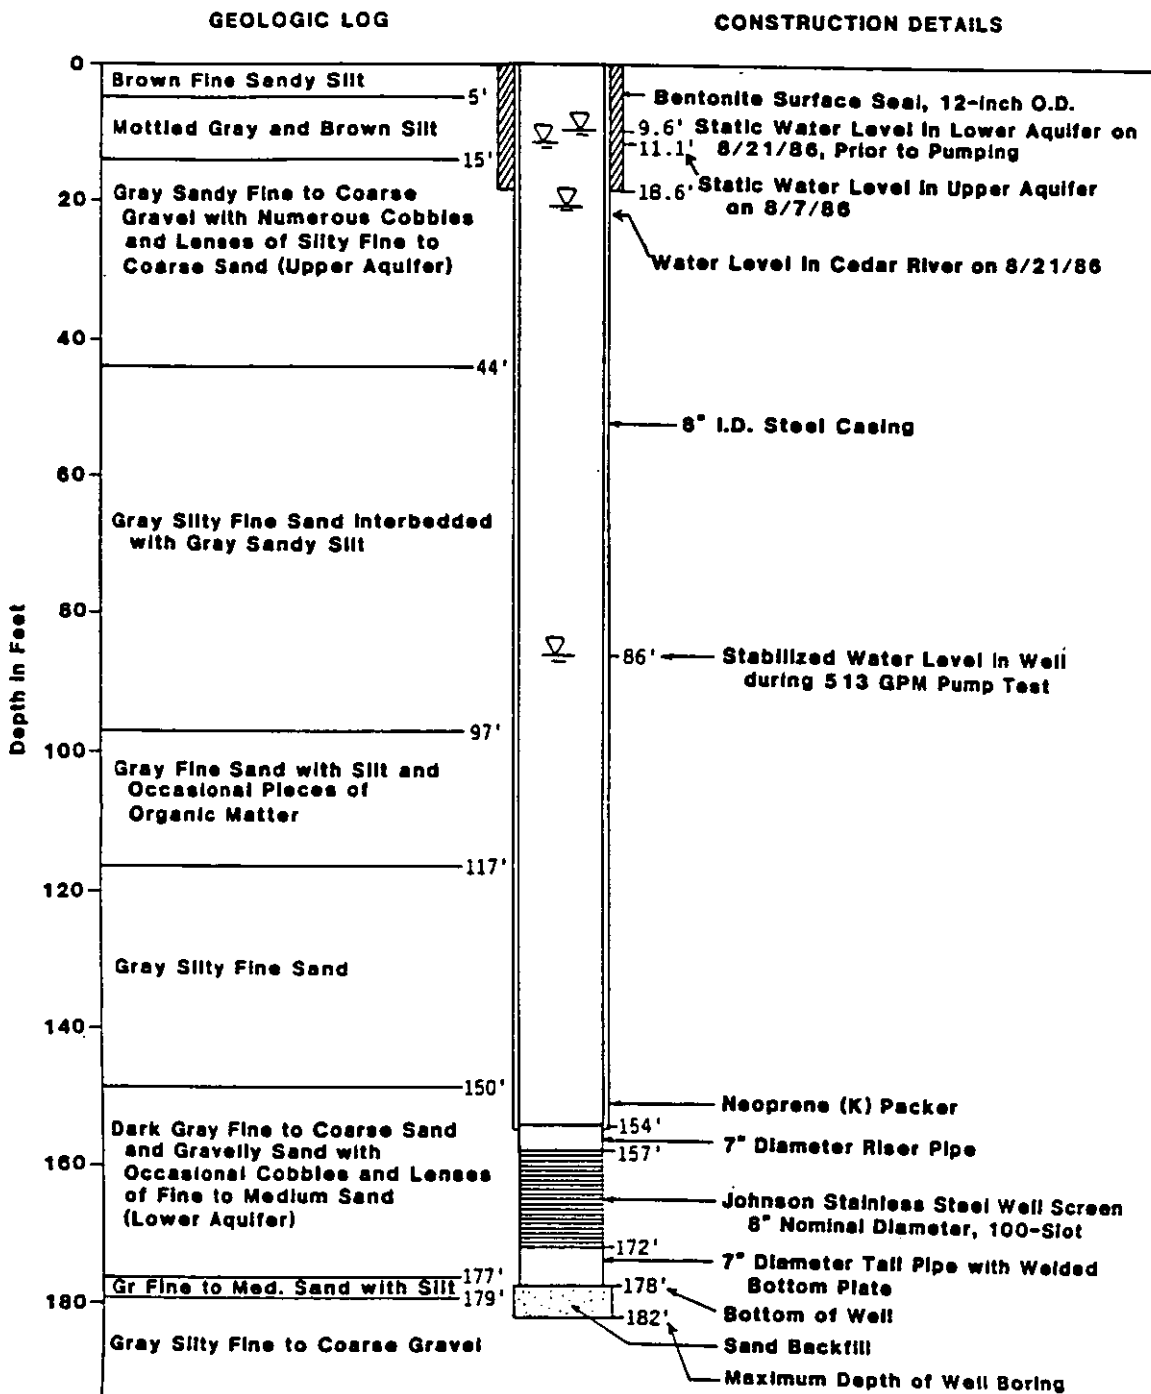 GEOLOGIC LOG
CONSTRUCTION DETAILS
Depth in Feet
0
20
40
60
80
100
120
140
160
180
Brown Fine Sandy Silt
5'
Mottled Gray and Brown Silt
15'
Gray Sandy Fine to Coarse
Gravel with Numerous Cobbles
and Lenses of Silty Fine to
Coarse Sand (Upper Aquifer)
44'
Gray Silty Fine Sand Interbedded
with Gray Sandy Silt
97'
Gray Fine Sand with Silt and
Occasional Pieces of
Organic Matter
117'
Gray Silty Fine Sand
150'
Dark Gray Fine to Coarse Sand
and Gravelly Sand with
Occasional Cobbles and Lenses
of Fine to Medium Sand
(Lower Aquifer)
177'
Gr Fine to Med. Sand with Silt
179'
Gray Silty Fine to Coarse Gravel
Bentonite Surface Seal, 12-inch O.D.
9.6' Static Water Level in Lower Aquifer on
8/21/86, Prior to Pumping
11.1'
18.6' Static Water Level in Upper Aquifer
on 8/7/86
Water Level in Cedar River on 8/21/86
8" I.D. Steel Casing
86' Stabilized Water Level in Well
during 513 GPM Pump Test
Neoprene (K) Packer
154'
7" Diameter Riser Pipe
157'
Johnson Stainless Steel Well Screen
8" Nominal Diameter, 100-Slot
172'
7" Diameter Tail Pipe with Welded
Bottom Plate
178'
Bottom of Well
182'
Sand Backfill
Maximum Depth of Well Boring